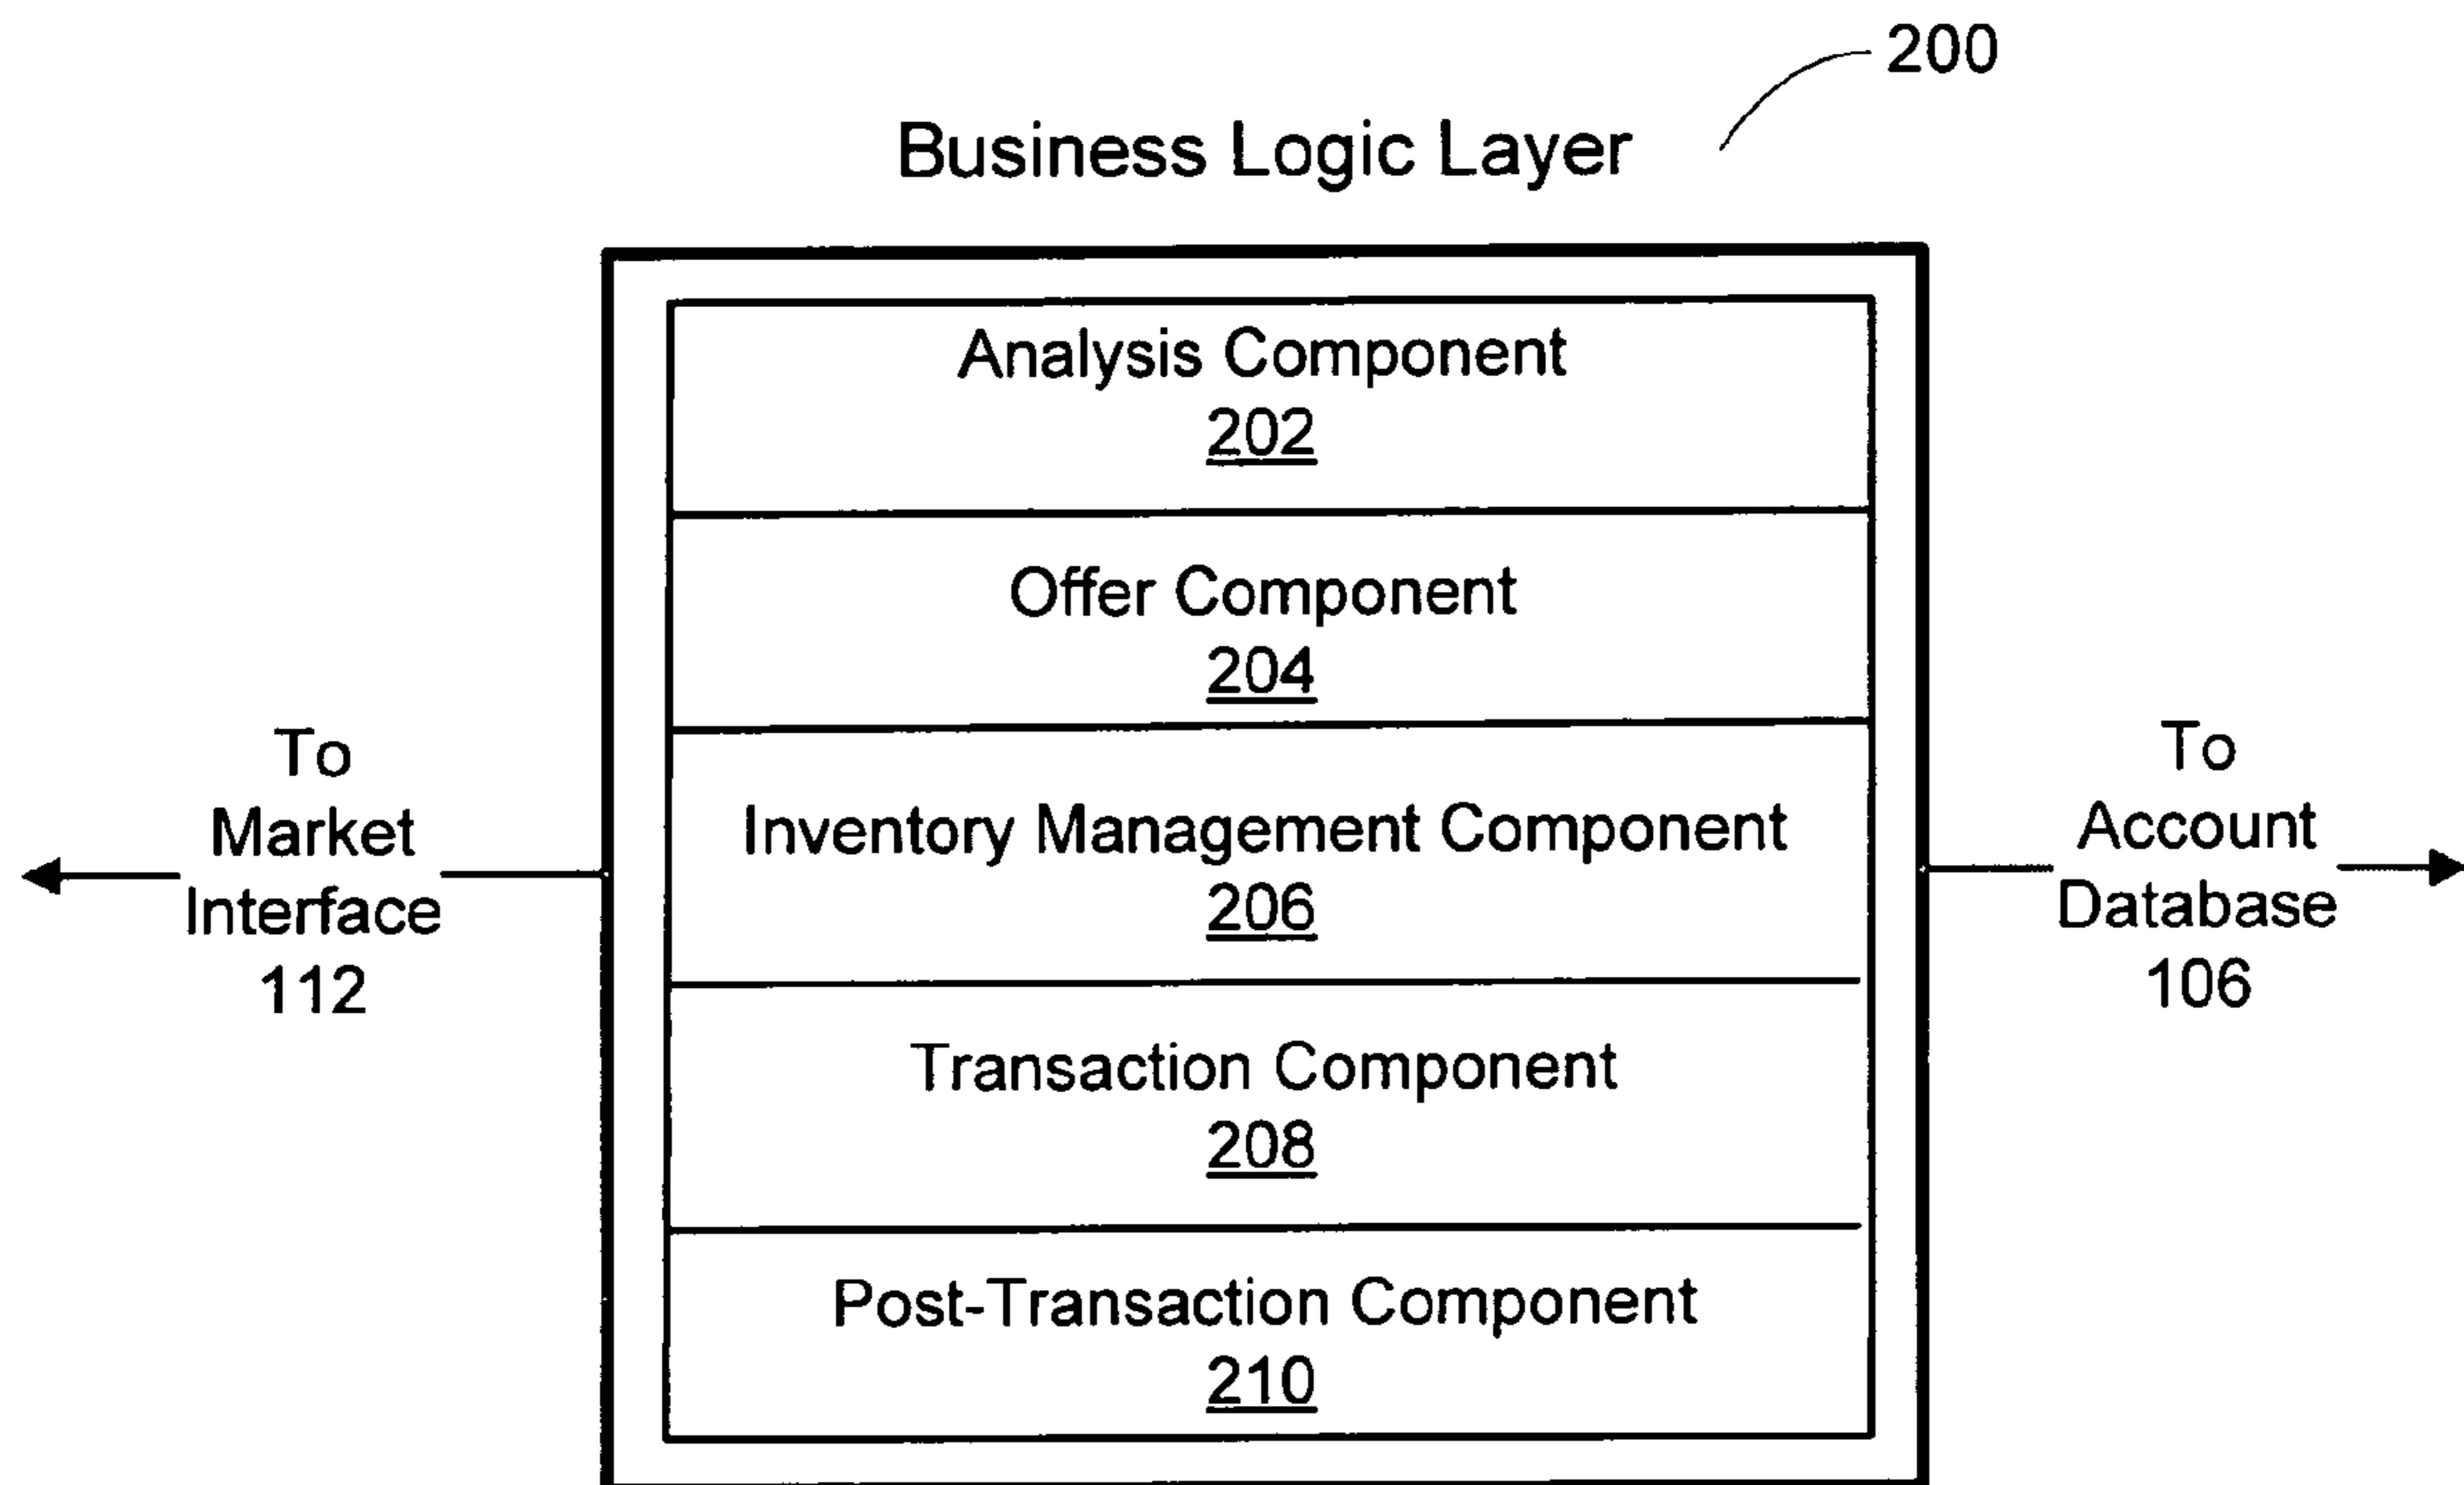 200
Business Logic Layer
Analysis Component
202
Offer Component
204
Inventory Management Component
206
Transaction Component
208
Post-Transaction Component
210
To
Market
Interface
112
To
Account
Database
106